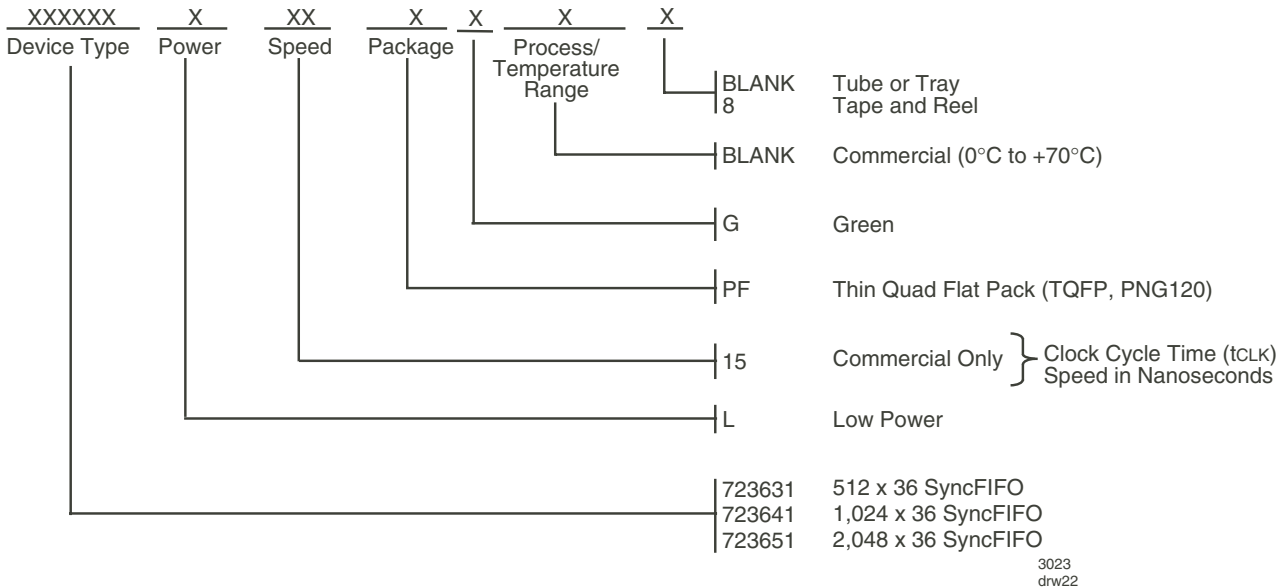 XXXXXX X XX X X X X
Device Type Power Speed Package Process/
Temperature
Range
BLANK Tube or Tray
8 Tape and Reel
BLANK Commercial (0°C to +70°C)
G Green
PF Thin Quad Flat Pack (TQFP, PNG120)
15 Commercial Only } Clock Cycle Time (tCLK)
Speed in Nanoseconds
L Low Power
723631 512 x 36 SyncFIFO
723641 1,024 x 36 SyncFIFO
723651 2,048 x 36 SyncFIFO
3023
drw22